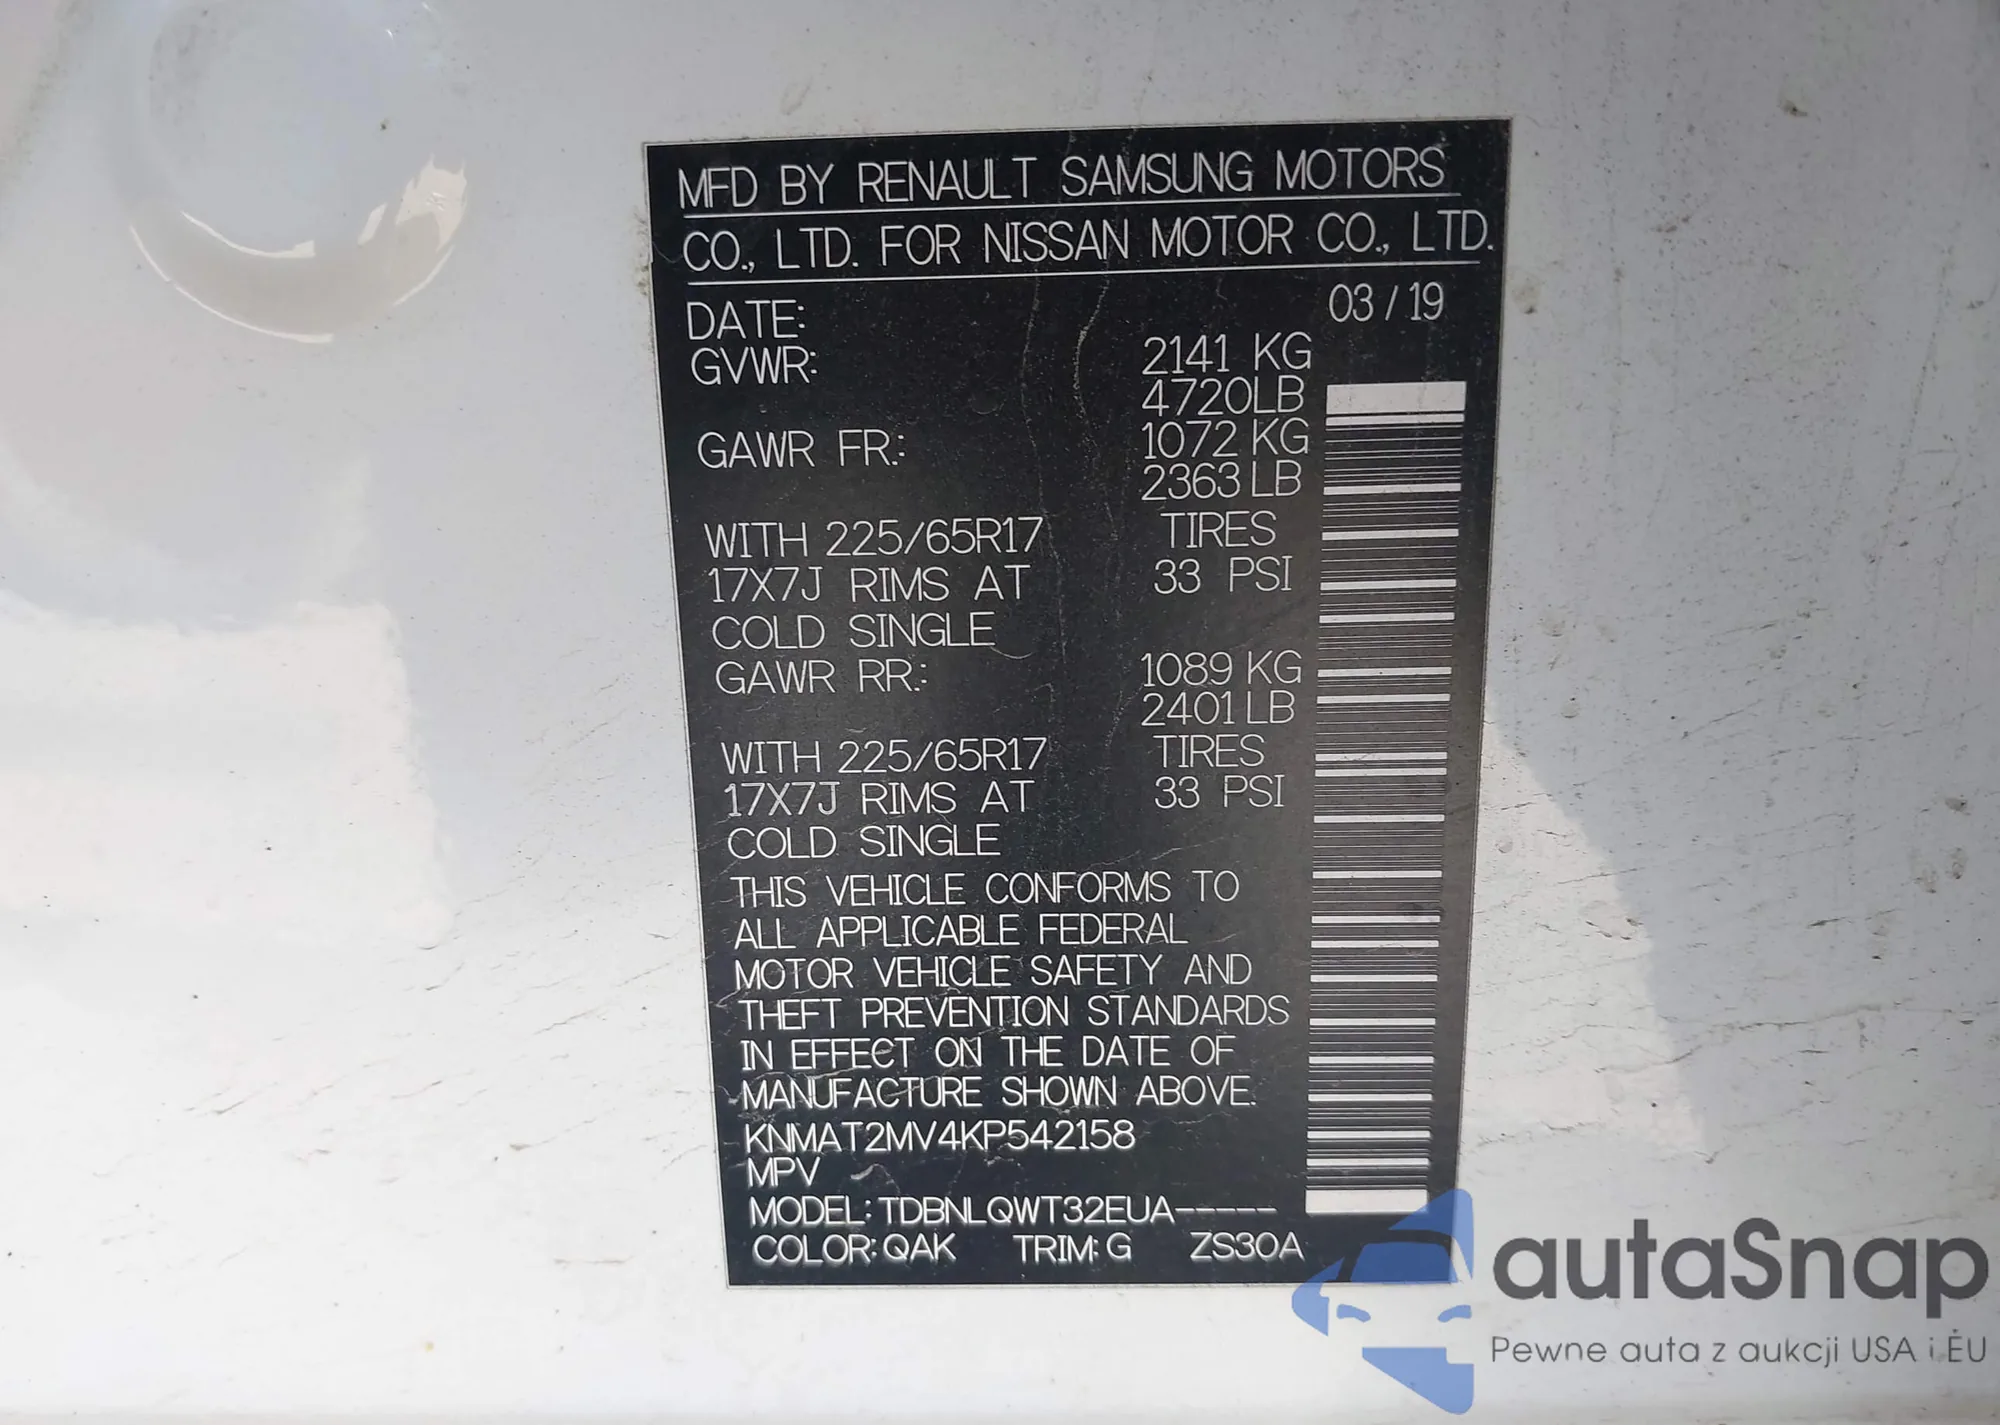 MFD BY RENAULT SAMSUNG MOTORS
CO., LTD. FOR NISSAN MOTOR CO., LTD.
DATE: 03 / 19
GVWR: 2141 KG
4720LB
GAWR FR.: 1072 KG
2363 LB
WITH 225/65R17 TIRES
17X7J RIMS AT 33 PSI
COLD SINGLE
GAWR RR.: 1089 KG
2401 LB
WITH 225/65R17 TIRES
17X7J RIMS AT 33 PSI
COLD SINGLE
THIS VEHICLE CONFORMS TO
ALL APPLICABLE FEDERAL
MOTOR VEHICLE SAFETY AND
THEFT PREVENTION STANDARDS
IN EFFECT ON THE DATE OF
MANUFACTURE SHOWN ABOVE.
KNMAT2MV4KP542158
MPV
MODEL: TDBNLQWT32EUA-----
COLOR: QAK TRIM: G ZS30A
autaSnap
Pewne auta z aukcji USA i EU